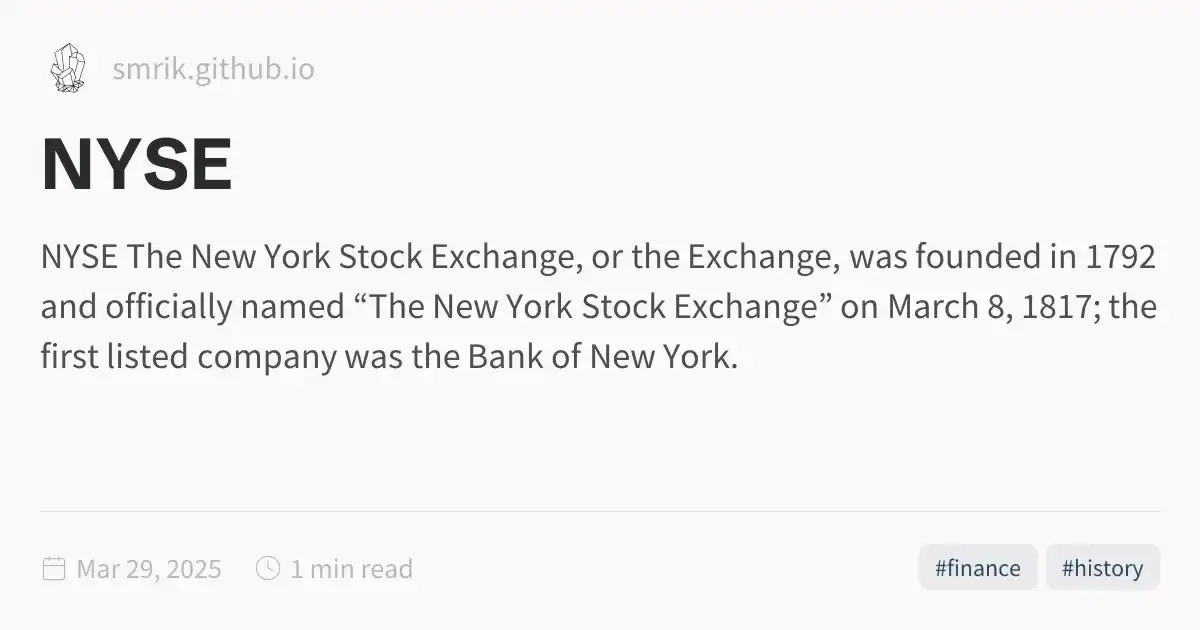 smrik.github.io
NYSE
NYSE The New York Stock Exchange, or the Exchange, was founded in 1792
and officially named “The New York Stock Exchange” on March 8, 1817; the
first listed company was the Bank of New York.
Mar 29, 2025 1 min read #finance #history